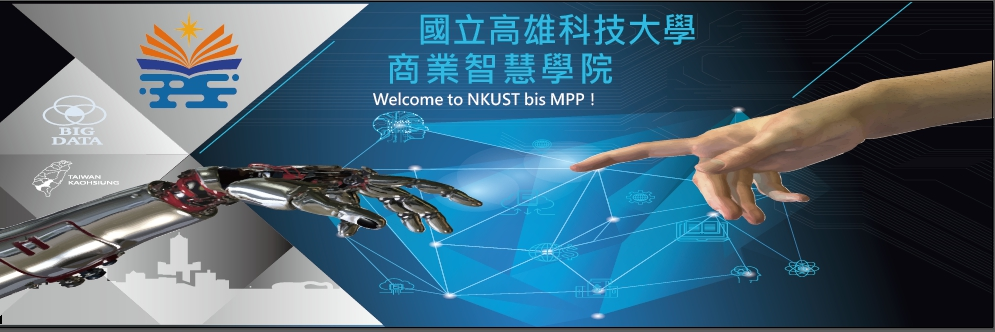 國立高雄科技大學
商業智慧學院
Welcome to NKUST bis MPP！
BIG
DATA
TAIWAN
KAOHSIUNG